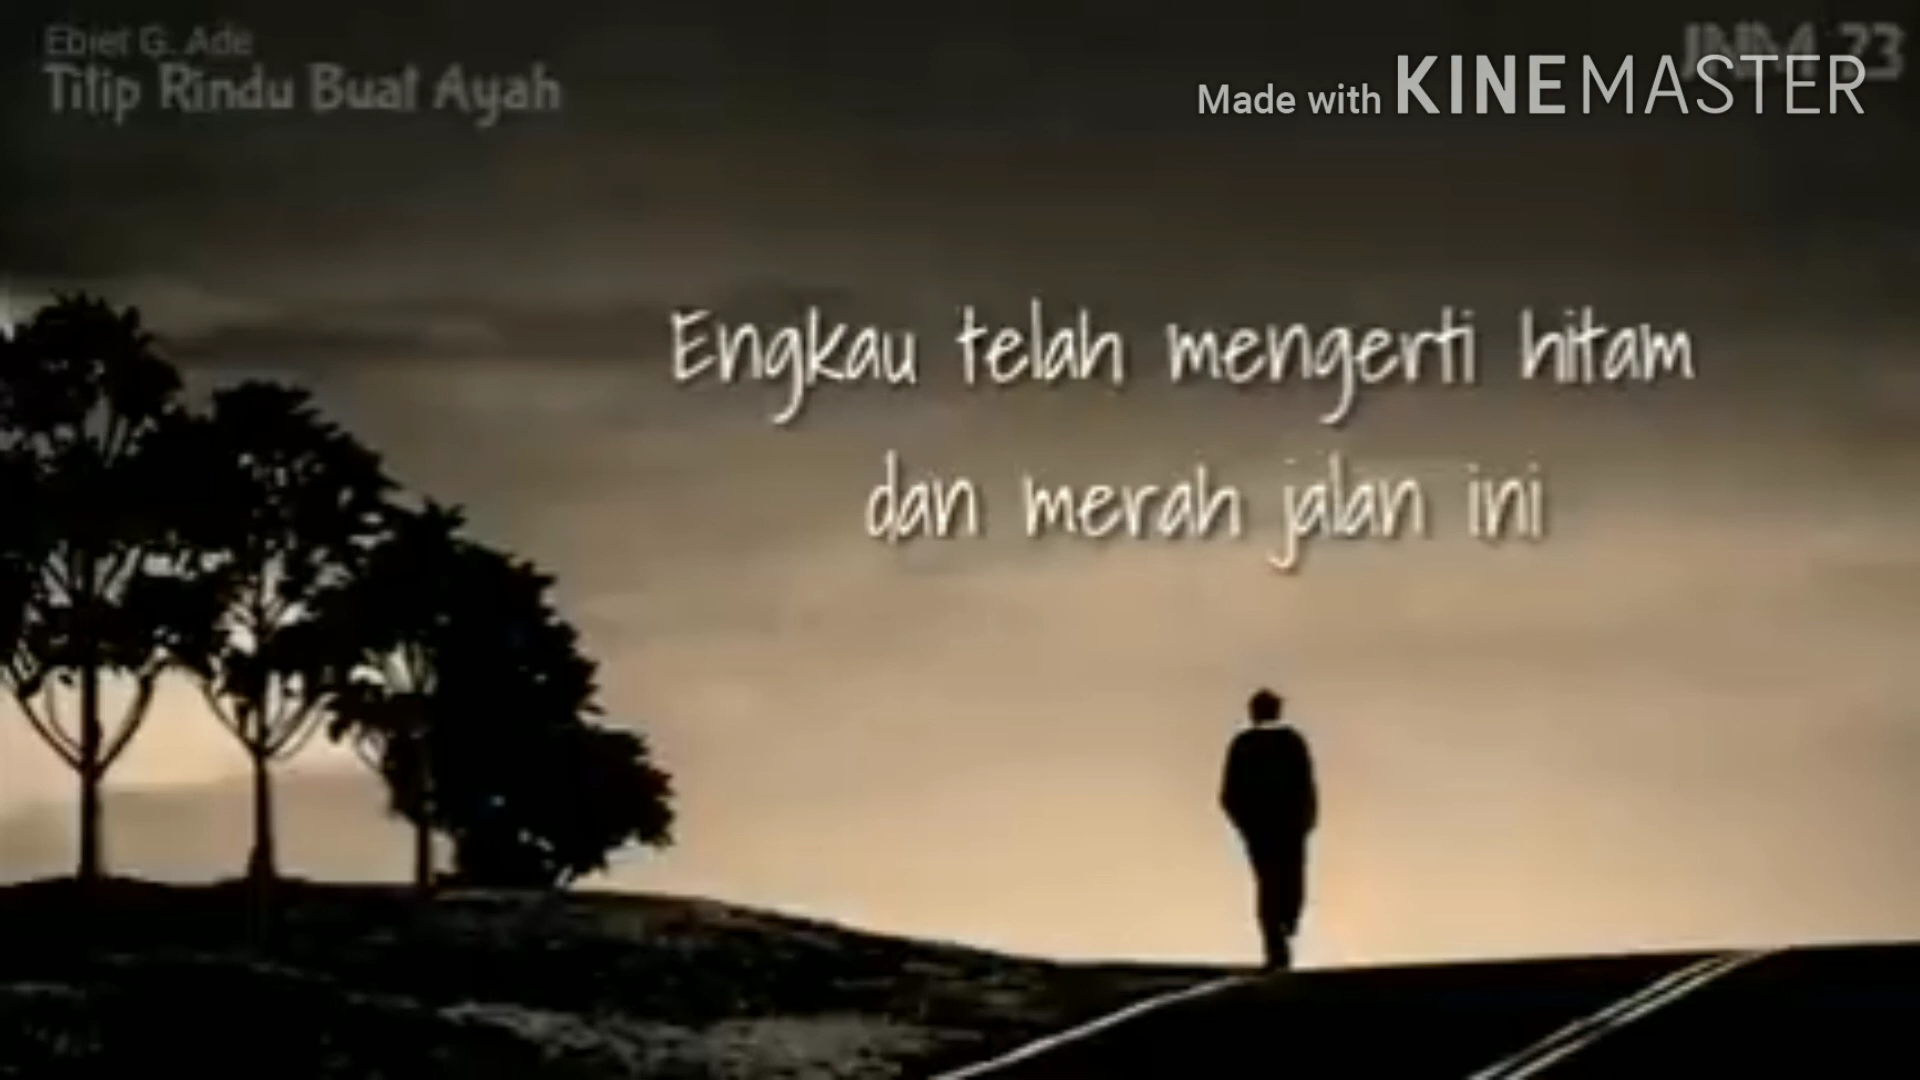 Ebiet G. Ade
Titip Rindu Buat Ayah
Made with KINEMASTER
Engkau telah mengerti hitam
dan merah jalan ini